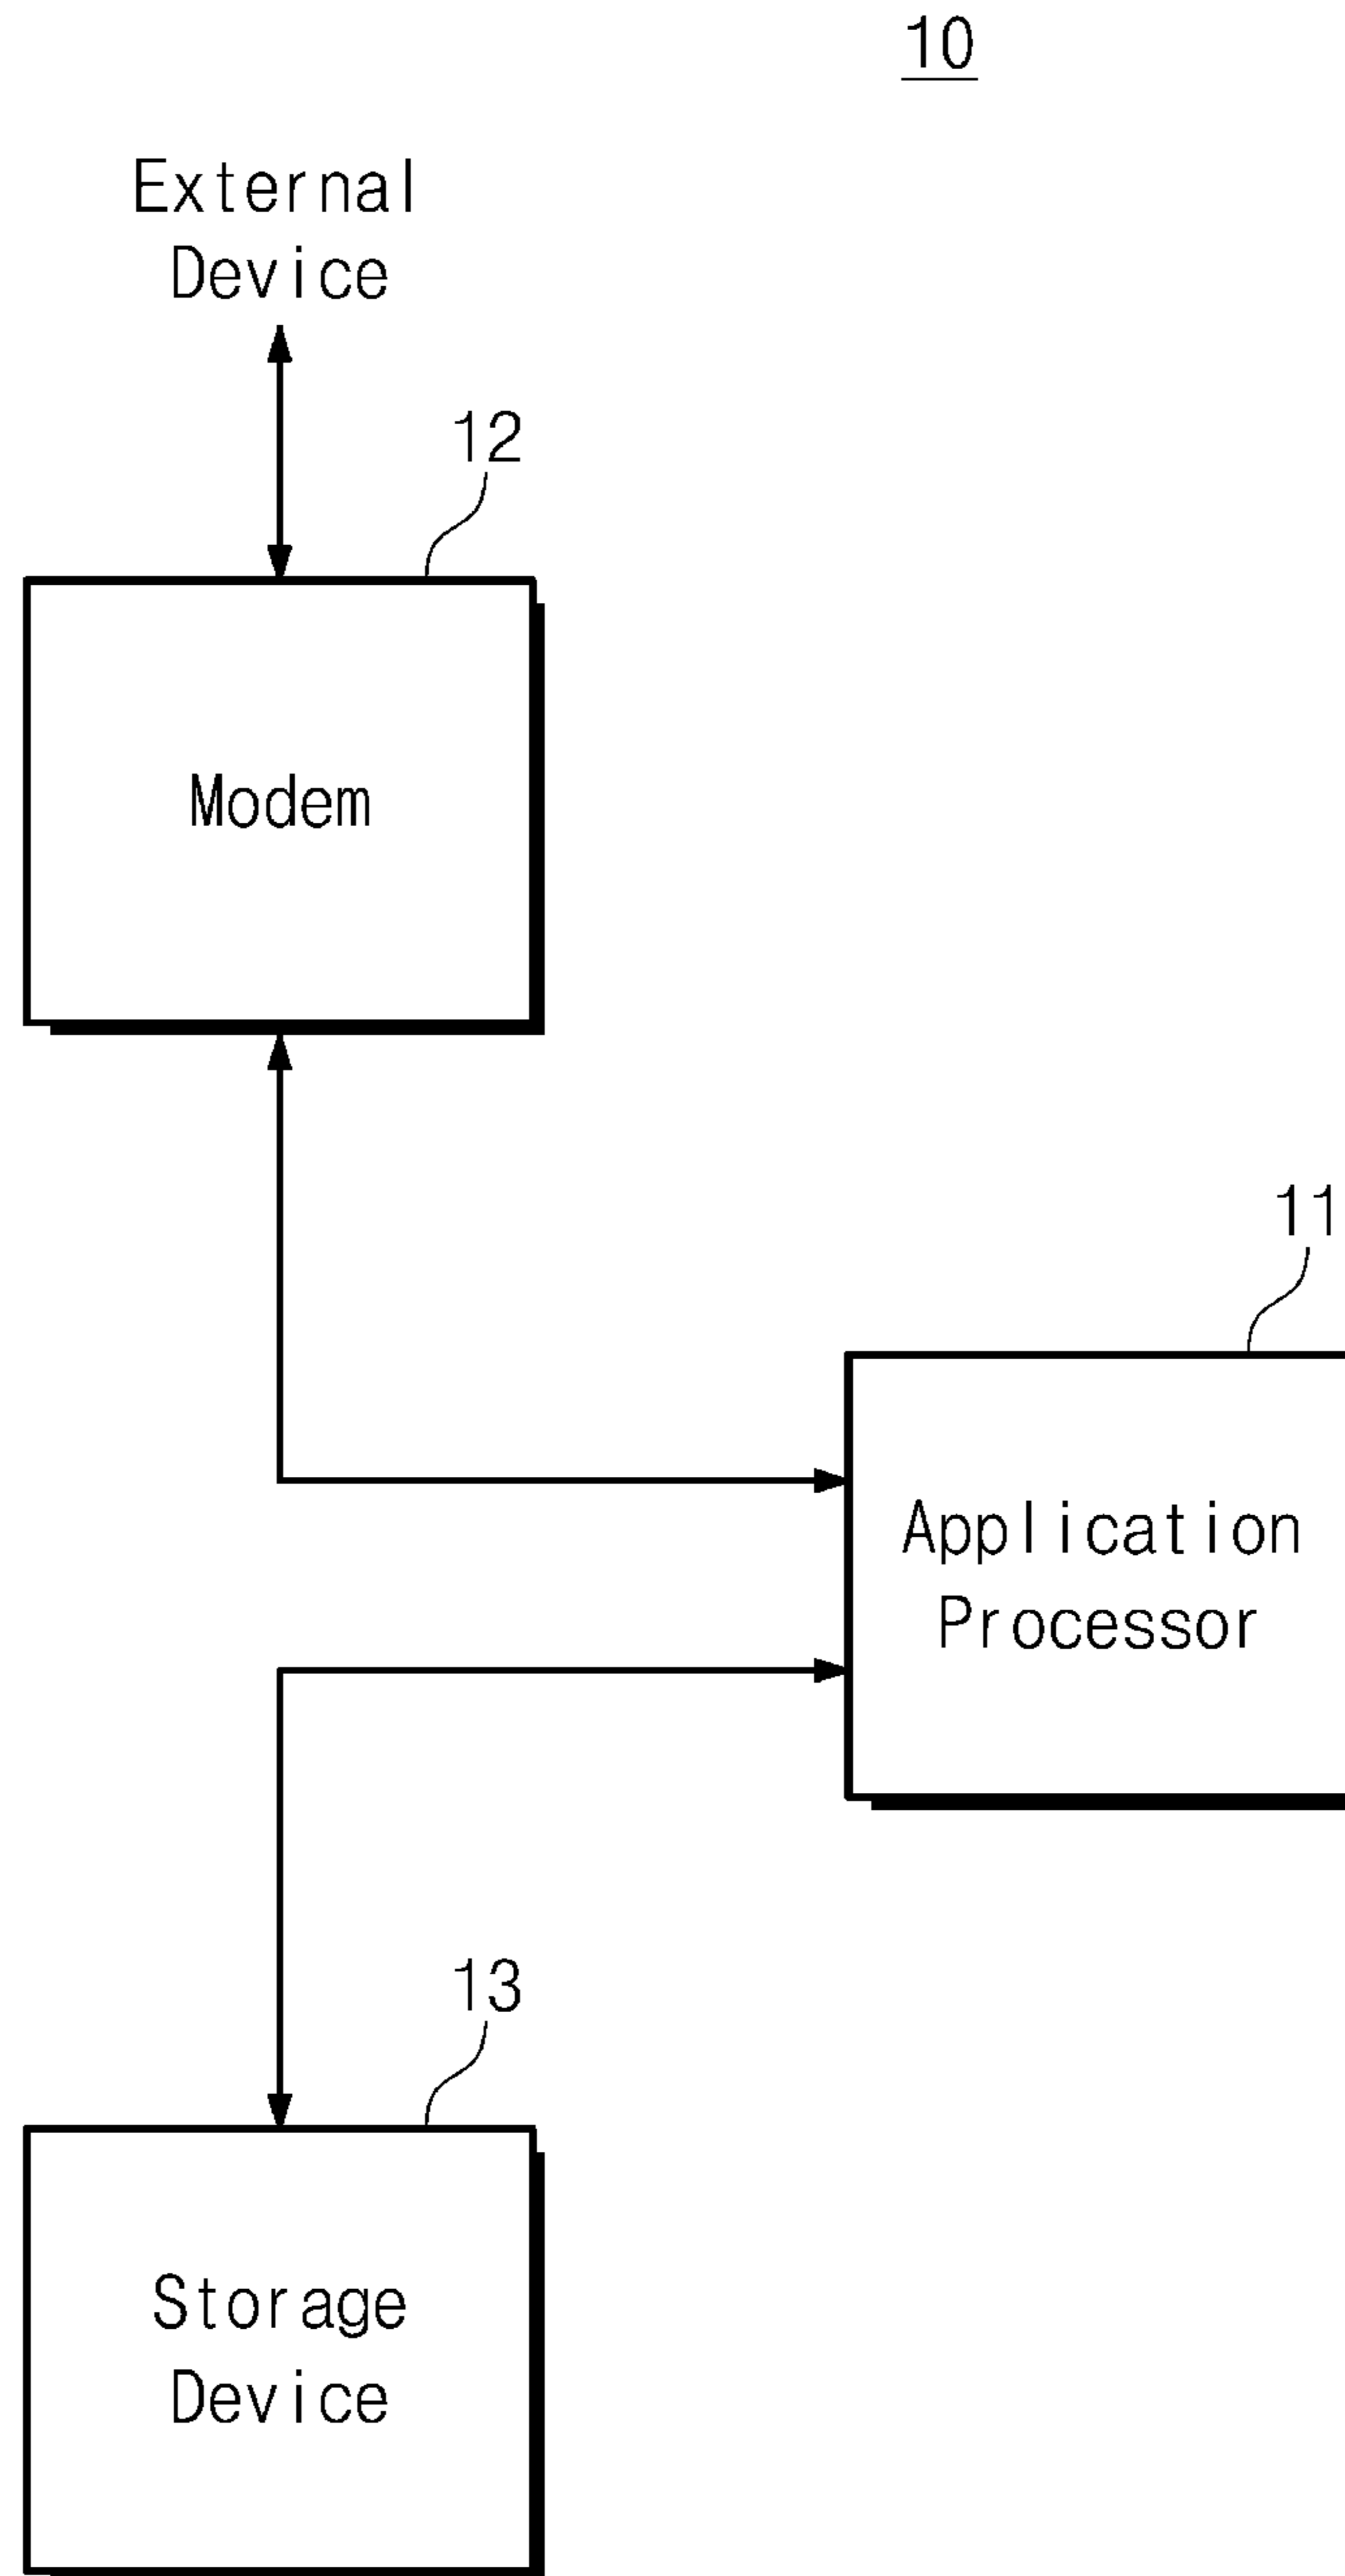 10
External
Device
12
Modem
11
Application
Processor
13
Storage
Device